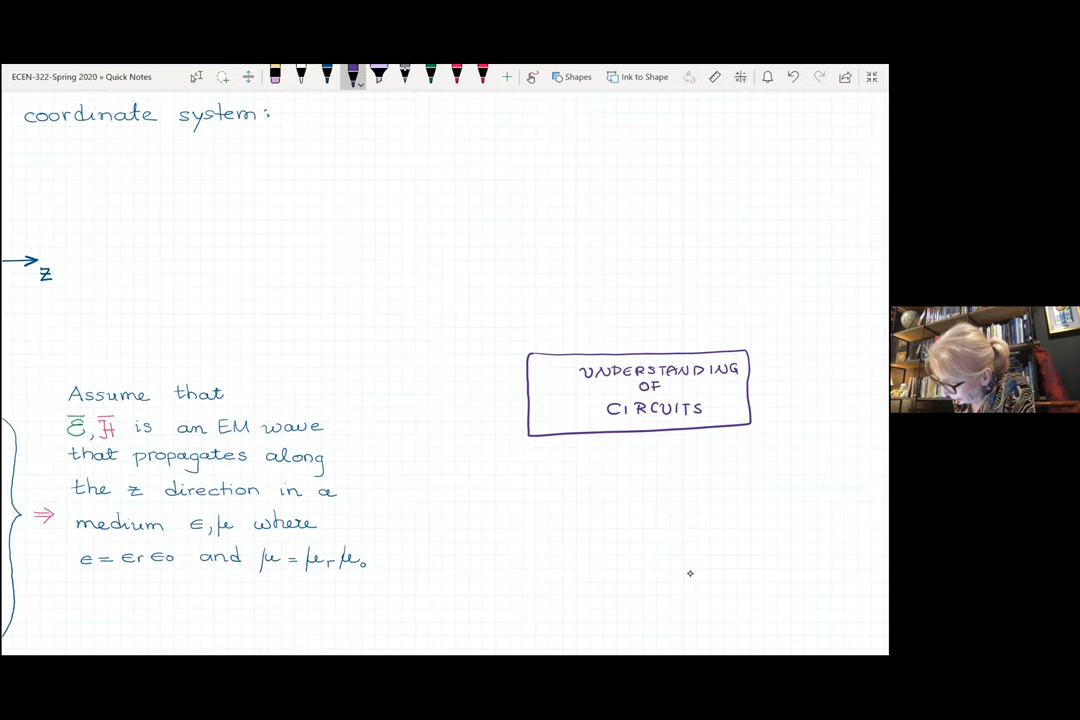 ECEN-322-Spring 2020 » Quick Notes
Shapes
Ink to Shape
coordinate system:
z
Assume that
Ē, H̄ is an EM wave
that propagates along
the z direction in a
medium ϵ, μ where
ϵ = ϵr ϵ0 and μ = μr μ0
UNDERSTANDING
OF
CIRCUITS